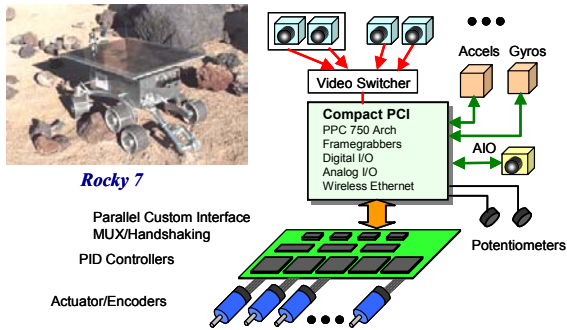 Rocky 7
Video Switcher
Compact PCI
PPC 750 Arch
Framegrabbers
Digital I/O
Analog I/O
Wireless Ethernet
Accels
Gyros
AIO
Potentiometers
Parallel Custom Interface
MUX/Handshaking
PID Controllers
Actuator/Encoders